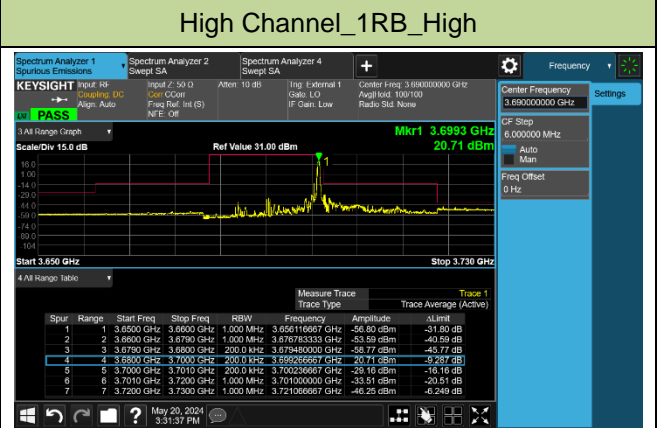 High Channel_1RB_High
Spectrum Analyzer 1
Spurious Emissions
Spectrum Analyzer 2
Swept SA
Spectrum Analyzer 4
Swept SA
Frequency
KEYSIGHT
Input: RF
Coupling: DC
Align: Auto
Input Z: 50 Ω
Corr CCorr
Freq Ref: Int (S)
NFE: Off
Atten: 10 dB
Trig: External 1
Gate: LO
IF Gain: Low
Center Freq: 3.690000000 GHz
Avg|Hold: 100/100
Radio Std: None
PASS
Center Frequency
3.690000000 GHz
Settings
CF Step
6.000000 MHz
Auto
Man
Freq Offset
0 Hz
3 All Range Graph
Mkr1 3.6993 GHz
20.71 dBm
Scale/Div 15.0 dB
Ref Value 31.00 dBm
1
16.0
1.00
-14.0
-29.0
-44.0
-59.0
-74.0
-89.0
-104
Start 3.650 GHz
Stop 3.730 GHz
4 All Range Table
Measure Trace Trace 1
Trace Type Trace Average (Active)
Spur Range Start Freq Stop Freq RBW Frequency Amplitude ΔLimit
1 1 3.6500 GHz 3.6600 GHz 1.000 MHz 3.656116667 GHz -56.80 dBm -31.80 dB
2 2 3.6600 GHz 3.6790 GHz 1.000 MHz 3.676783333 GHz -53.59 dBm -40.59 dB
3 3 3.6790 GHz 3.6800 GHz 200.0 kHz 3.679480000 GHz -58.77 dBm -45.77 dB
4 4 3.6800 GHz 3.7000 GHz 200.0 kHz 3.699266667 GHz 20.71 dBm -9.287 dB
5 5 3.7000 GHz 3.7010 GHz 200.0 kHz 3.700236667 GHz -29.16 dBm -16.16 dB
6 6 3.7010 GHz 3.7200 GHz 1.000 MHz 3.701000000 GHz -33.51 dBm -20.51 dB
7 7 3.7200 GHz 3.7300 GHz 1.000 MHz 3.721066667 GHz -46.25 dBm -6.249 dB
May 20, 2024
3:31:37 PM